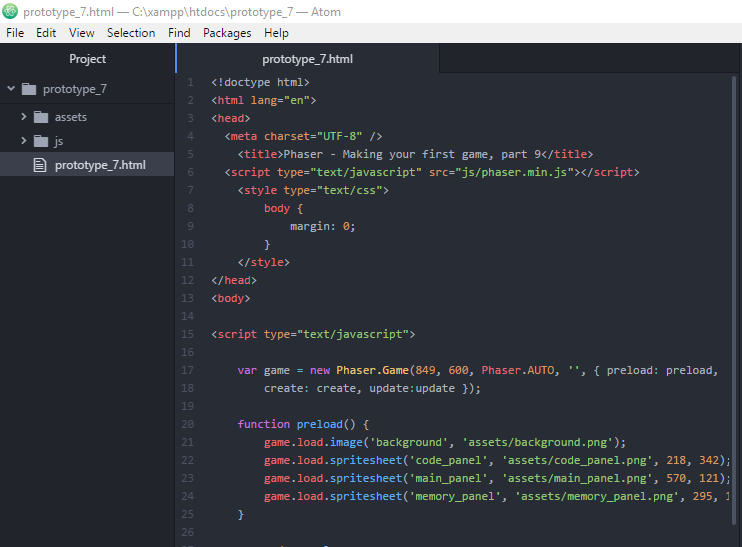 prototype_7.html — C:\xampp\htdocs\prototype_7 — Atom
File Edit View Selection Find Packages Help
Project
prototype_7
assets
js
prototype_7.html
prototype_7.html
1 <!doctype html>
2 <html lang="en">
3 <head>
4 <meta charset="UTF-8" />
5 <title>Phaser - Making your first game, part 9</title>
6 <script type="text/javascript" src="js/phaser.min.js"></script>
7 <style type="text/css">
8 body {
9 margin: 0;
10 }
11 </style>
12 </head>
13 <body>
14
15 <script type="text/javascript">
16
17 var game = new Phaser.Game(849, 600, Phaser.AUTO, '', { preload: preload,
18 create: create, update:update });
19
20 function preload() {
21 game.load.image('background', 'assets/background.png');
22 game.load.spritesheet('code_panel', 'assets/code_panel.png', 218, 342);
23 game.load.spritesheet('main_panel', 'assets/main_panel.png', 570, 121);
24 game.load.spritesheet('memory_panel', 'assets/memory_panel.png', 295, 1
25 }
26